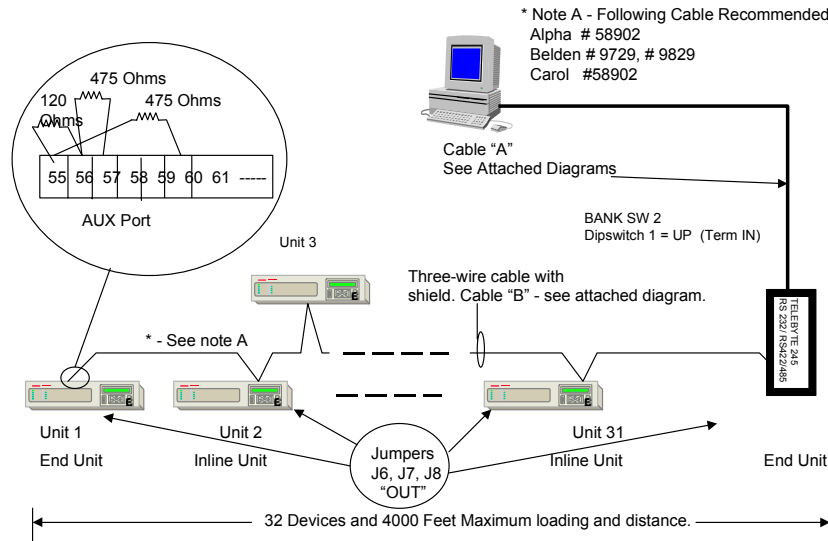 * Note A - Following Cable Recommended
Alpha # 58902
Belden # 9729, # 9829
Carol #58902
475 Ohms
120 Ohms
475 Ohms
55 56 57 58 59 60 61 -----
AUX Port
Cable "A"
See Attached Diagrams
BANK SW 2
Dipswitch 1 = UP (Term IN)
Unit 3
Three-wire cable with
shield. Cable "B" - see attached diagram.
TELEBYTE 245
RS 232/ RS422/485
* - See note A
E
E
E
E
Unit 1
End Unit
Unit 2
Inline Unit
Jumpers
J6, J7, J8
"OUT"
Unit 31
Inline Unit
End Unit
32 Devices and 4000 Feet Maximum loading and distance.